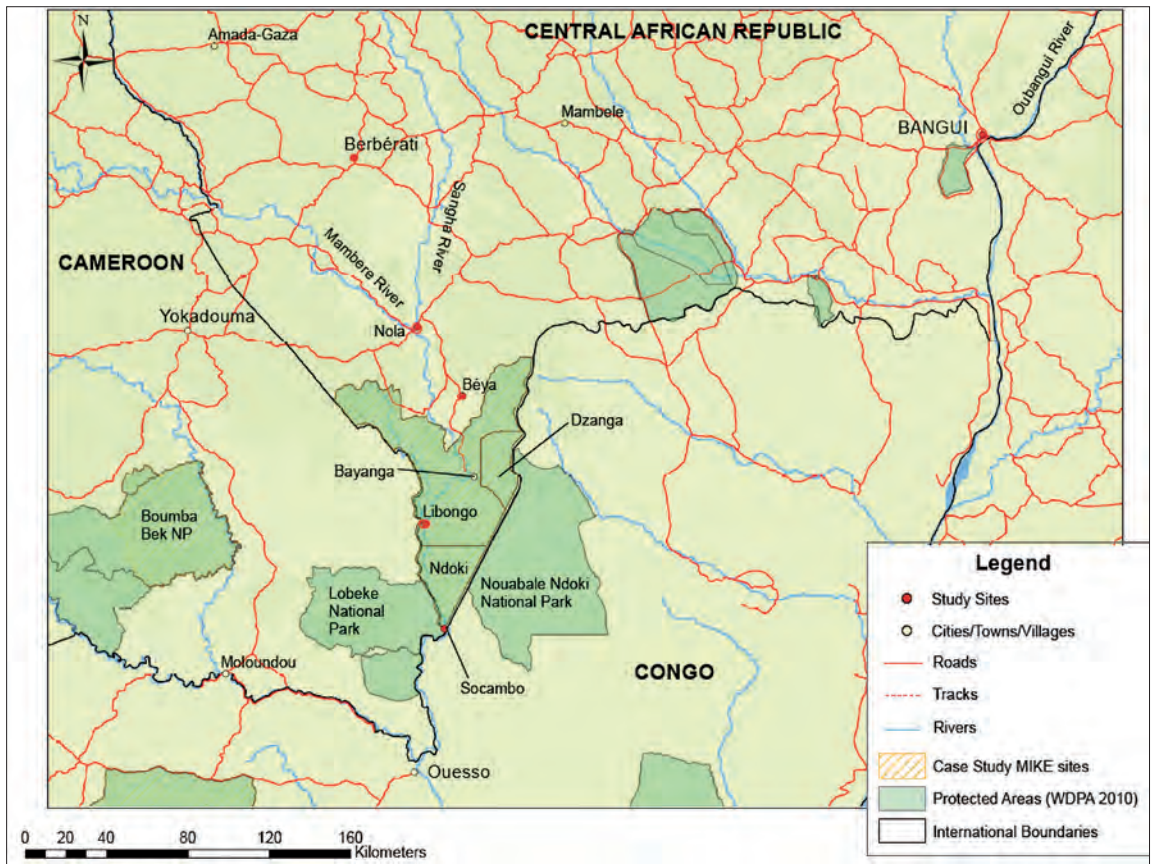 N
CENTRAL AFRICAN REPUBLIC
Amada-Gaza
Oubangui River
Mambele
BANGUI
Berbérati
Sangha River
Mambere River
CAMEROON
Yokadouma
Nola
Béya
Dzanga
Bayanga
Libongo
Boumba
Bek NP
Ndoki
Nouabale Ndoki
National Park
Lobeke
National
Park
Moloundou
Socambo
CONGO
Ouesso
Legend
Study Sites
Cities/Towns/Villages
Roads
Tracks
Rivers
Case Study MIKE sites
Protected Areas (WDPA 2010)
International Boundaries
0 10 20 40 80 120 160
Kilometers